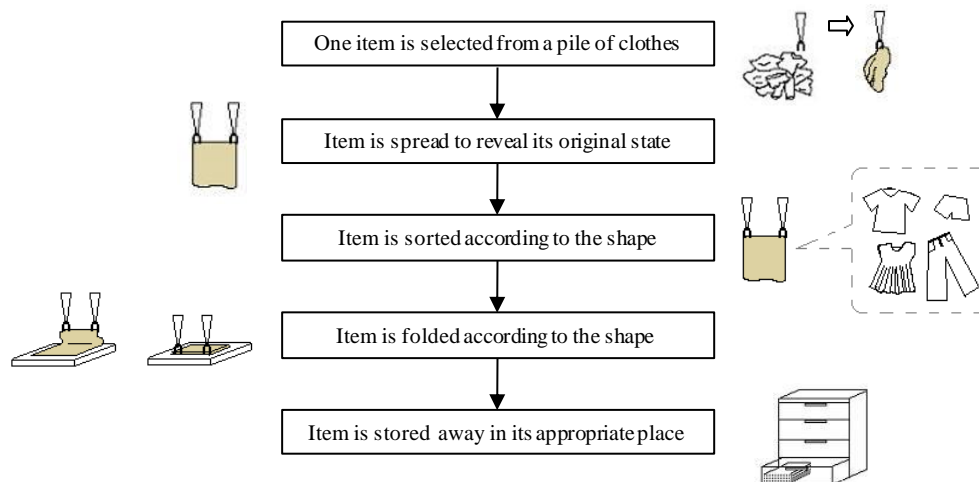 One item is selected from a pile of clothes
Item is spread to reveal its original state
Item is sorted according to the shape
Item is folded according to the shape
Item is stored away in its appropriate place